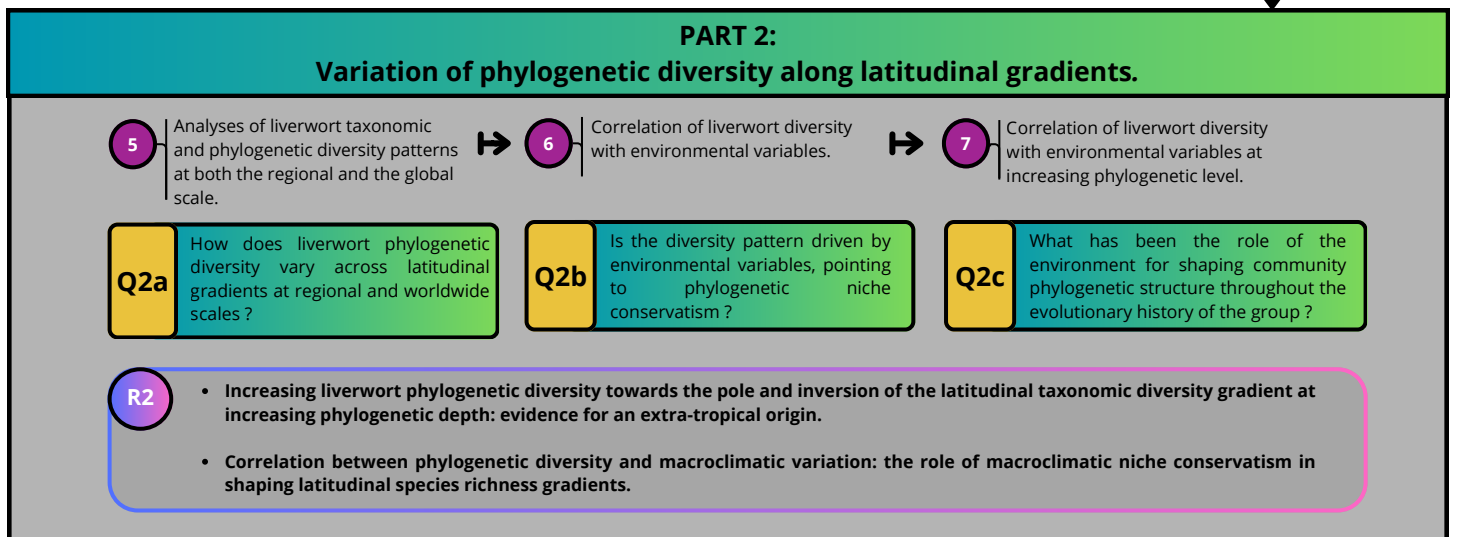 PART 2:
Variation of phylogenetic diversity along latitudinal gradients.
5
Analyses of liverwort taxonomic
and phylogenetic diversity patterns
at both the regional and the global
scale.
6
Correlation of liverwort diversity
with environmental variables.
7
Correlation of liverwort diversity
with environmental variables at
increasing phylogenetic level.
Q2a
How does liverwort phylogenetic
diversity vary across latitudinal
gradients at regional and worldwide
scales ?
Q2b
Is the diversity pattern driven by
environmental variables, pointing
to phylogenetic niche
conservatism ?
Q2c
What has been the role of the
environment for shaping community
phylogenetic structure throughout the
evolutionary history of the group ?
R2
• Increasing liverwort phylogenetic diversity towards the pole and inversion of the latitudinal taxonomic diversity gradient at
increasing phylogenetic depth: evidence for an extra-tropical origin.
• Correlation between phylogenetic diversity and macroclimatic variation: the role of macroclimatic niche conservatism in
shaping latitudinal species richness gradients.